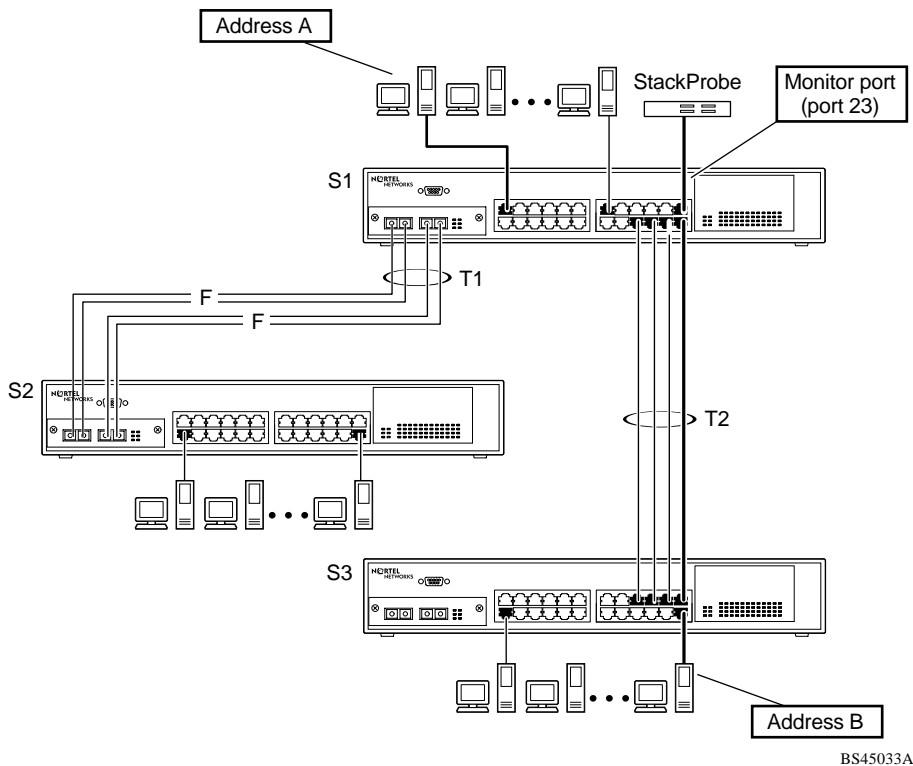 Address A
StackProbe
Monitor port
(port 23)
S1
NORTEL
NETWORKS
T1
F
F
S2
NORTEL
NETWORKS
T2
S3
NORTEL
NETWORKS
Address B
BS45033A